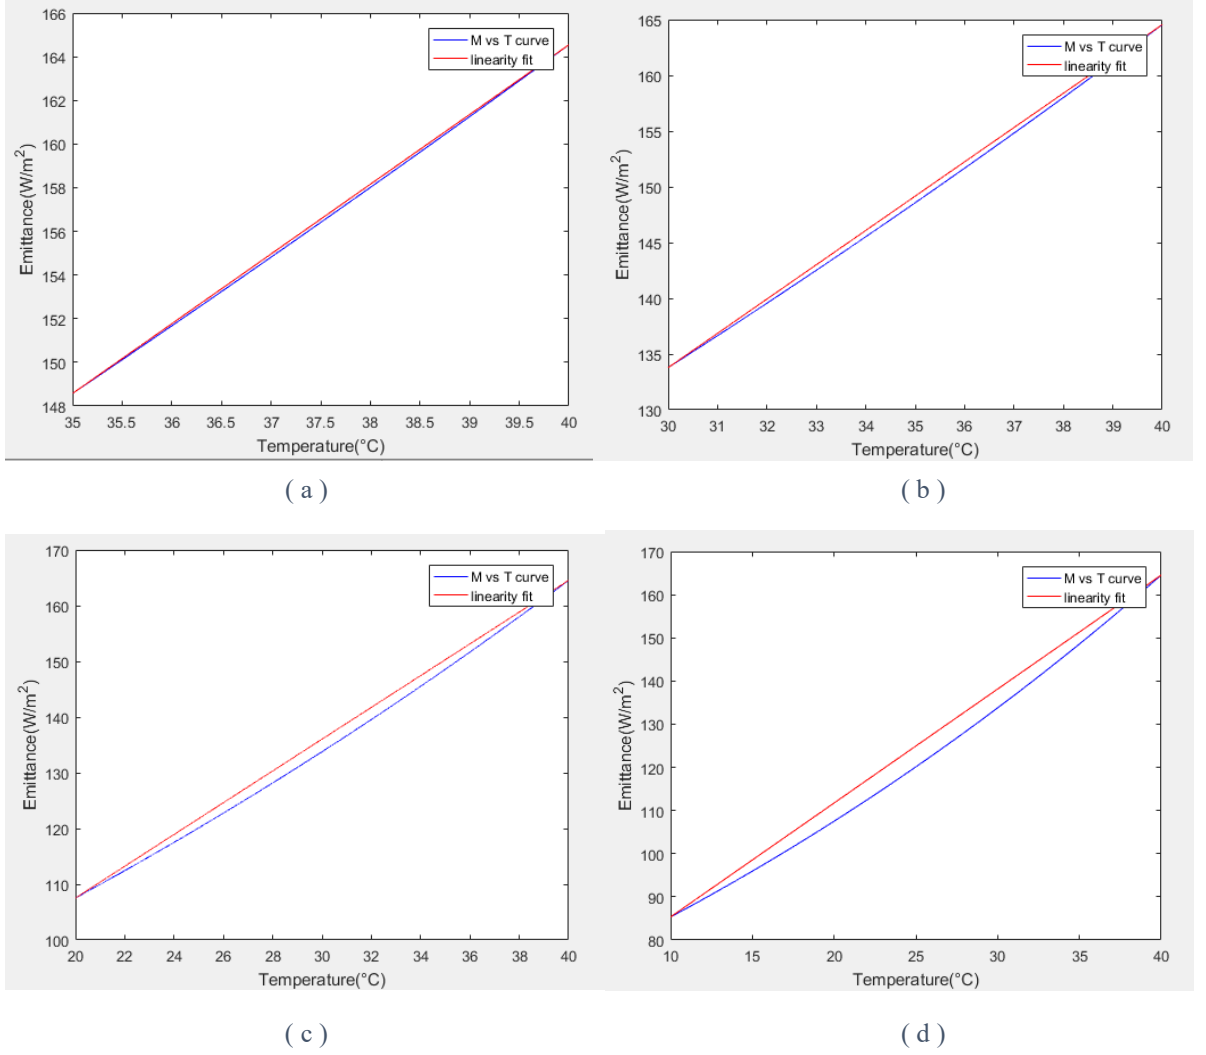 166
164
162
160
158
156
154
152
150
148
Emittance(W/m²)
M vs T curve
linearity fit
35 35.5 36 36.5 37 37.5 38 38.5 39 39.5 40
Temperature(°C)
( a )
165
160
155
150
145
140
135
130
Emittance(W/m²)
M vs T curve
linearity fit
30 31 32 33 34 35 36 37 38 39 40
Temperature(°C)
( b )
170
160
150
140
130
120
110
100
Emittance(W/m²)
M vs T curve
linearity fit
20 22 24 26 28 30 32 34 36 38 40
Temperature(°C)
( c )
170
160
150
140
130
120
110
100
90
80
Emittance(W/m²)
M vs T curve
linearity fit
10 15 20 25 30 35 40
Temperature(°C)
( d )